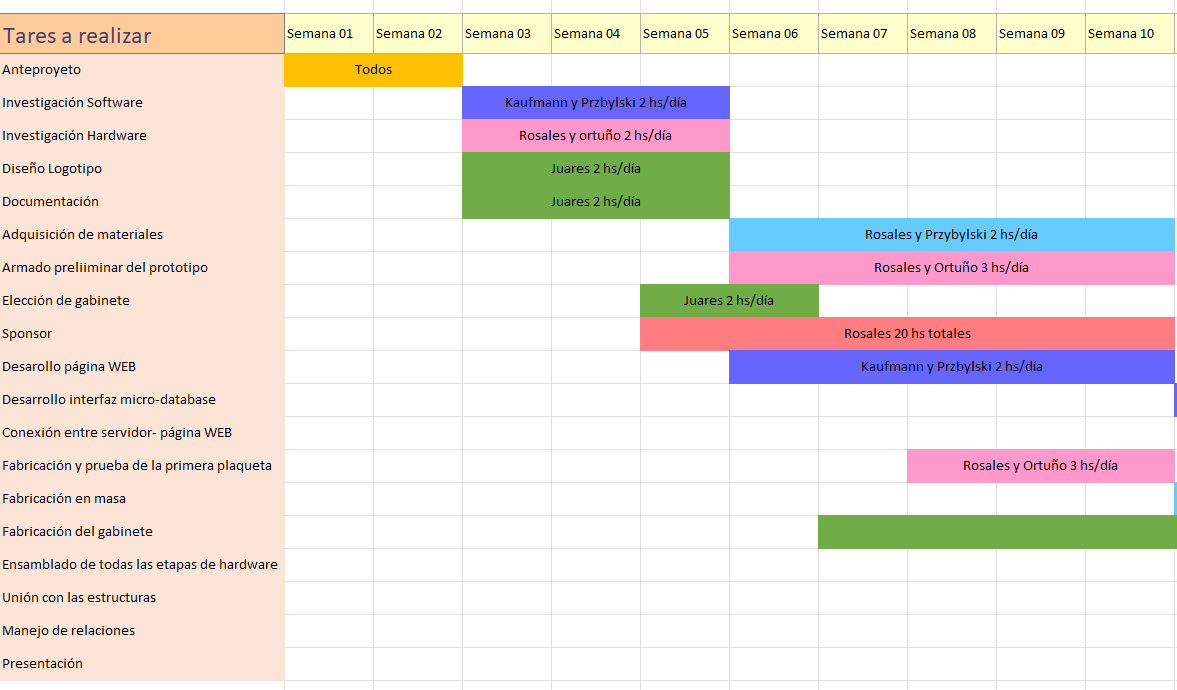 Tares a realizar Semana 01 Semana 02 Semana 03 Semana 04 Semana 05 Semana 06 Semana 07 Semana 08 Semana 09 Semana 10
Anteproyecto Todos
Investigación Software Kaufmann y Przbylski 2 hs/día
Investigación Hardware Rosales y ortuño 2 hs/día
Diseño Logotipo Juares 2 hs/día
Documentación Juares 2 hs/día
Adquisición de materiales Rosales y Przybylski 2 hs/día
Armado preliiminar del prototipo Rosales y Ortuño 3 hs/día
Elección de gabinete Juares 2 hs/día
Sponsor Rosales 20 hs totales
Desarollo página WEB Kaufmann y Przbylski 2 hs/día
Desarrollo interfaz micro-database
Conexión entre servidor- página WEB
Fabricación y prueba de la primera plaqueta Rosales y Ortuño 3 hs/día
Fabricación en masa
Fabricación del gabinete
Ensamblado de todas las etapas de hardware
Unión con las estructuras
Manejo de relaciones
Presentación